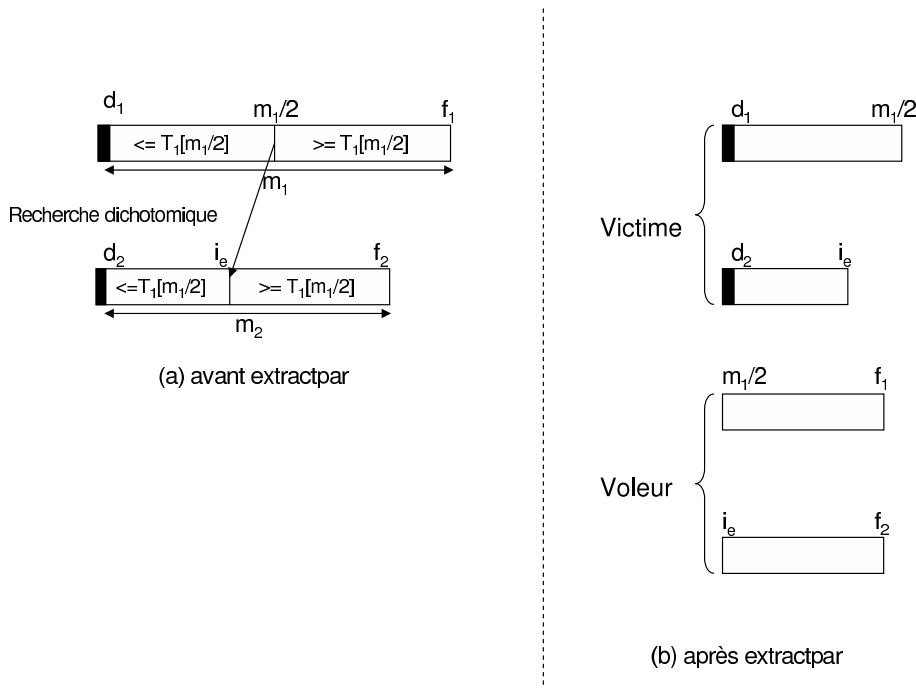 d₁ m₁/2 f₁
<= T₁[m₁/2] >= T₁[m₁/2]
m₁
Recherche dichotomique
d₂ iₑ f₂
<=T₁[m₁/2] >= T₁[m₁/2]
m₂
(a) avant extractpar
d₁ m₁/2
Victime
d₂ iₑ
m₁/2 f₁
Voleur
iₑ f₂
(b) après extractpar